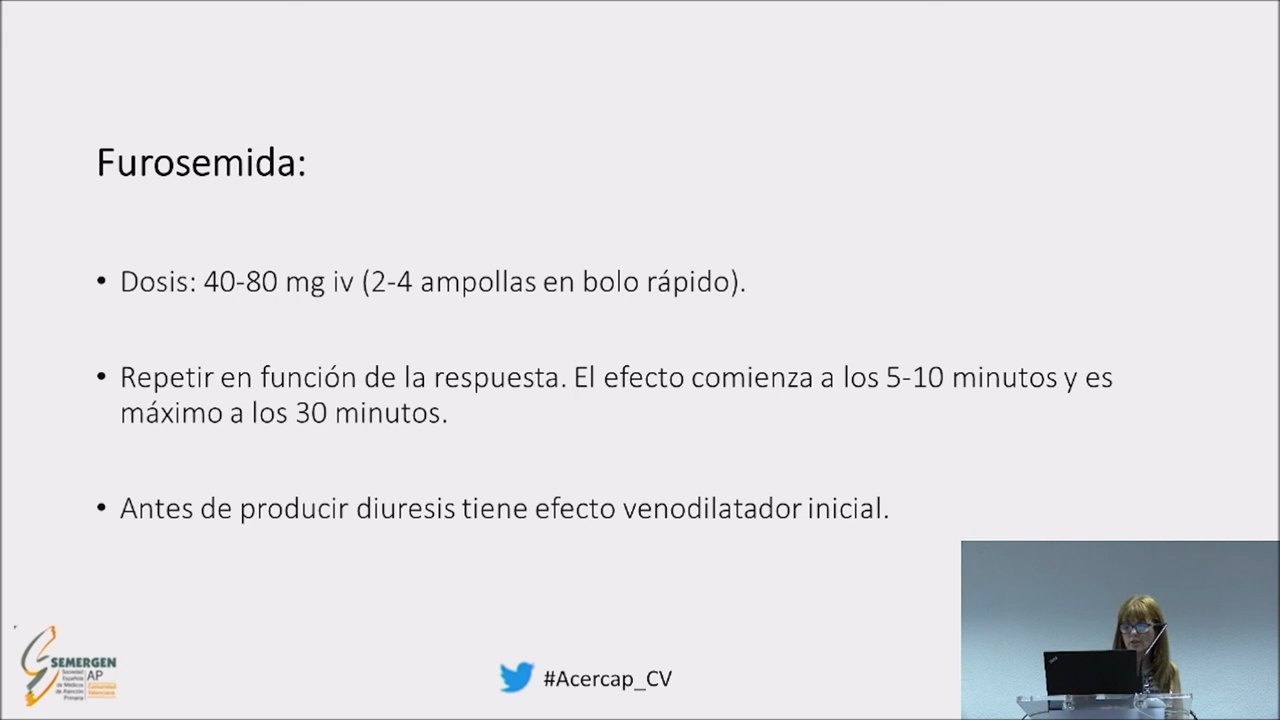 Furosemida:
• Dosis: 40-80 mg iv (2-4 ampollas en bolo rápido).
• Repetir en función de la respuesta. El efecto comienza a los 5-10 minutos y es
máximo a los 30 minutos.
• Antes de producir diuresis tiene efecto venodilatador inicial.
SEMERGEN
AP
Sociedad
Española
de Médicos
de Atención
Primaria
Comunidad
Valenciana
#Acercap_CV